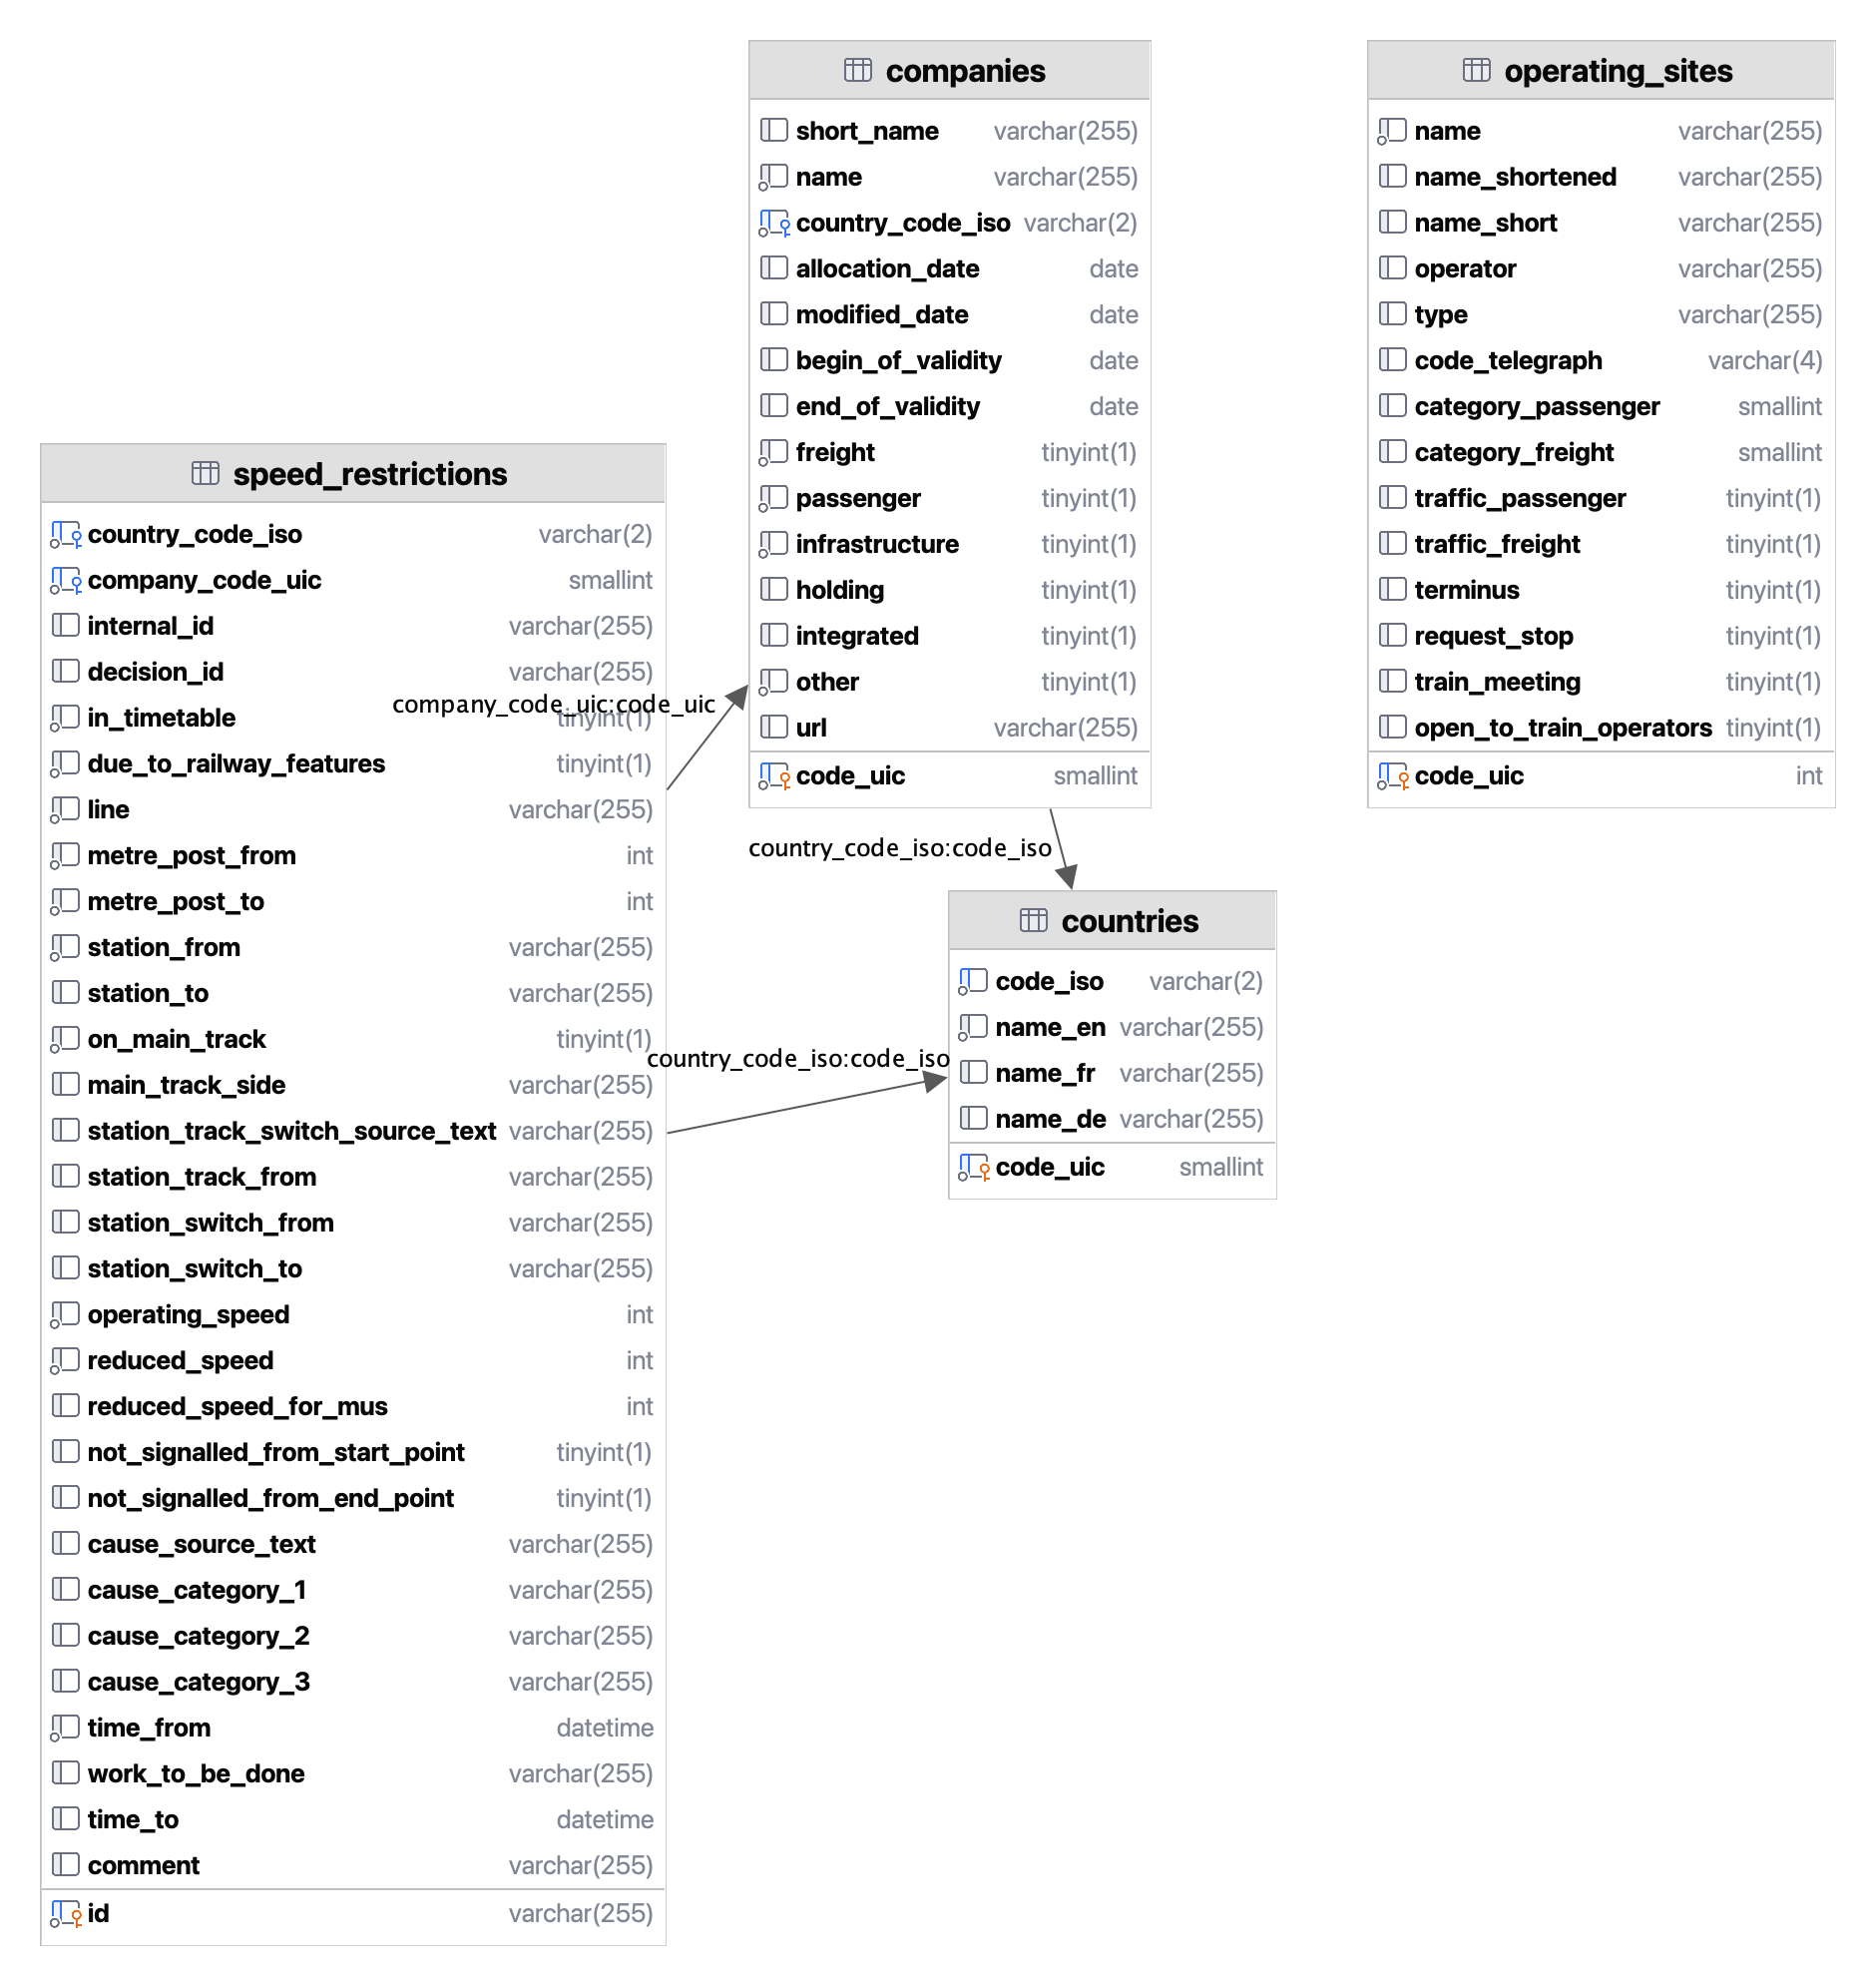 companies
short_name varchar(255)
name varchar(255)
country_code_iso varchar(2)
allocation_date date
modified_date date
begin_of_validity date
end_of_validity date
freight tinyint(1)
passenger tinyint(1)
infrastructure tinyint(1)
holding tinyint(1)
integrated tinyint(1)
other tinyint(1)
url varchar(255)
code_uic smallint
operating_sites
name varchar(255)
name_shortened varchar(255)
name_short varchar(255)
operator varchar(255)
type varchar(255)
code_telegraph varchar(4)
category_passenger smallint
category_freight smallint
traffic_passenger tinyint(1)
traffic_freight tinyint(1)
terminus tinyint(1)
request_stop tinyint(1)
train_meeting tinyint(1)
open_to_train_operators tinyint(1)
code_uic int
speed_restrictions
country_code_iso varchar(2)
company_code_uic smallint
internal_id varchar(255)
decision_id varchar(255)
company_code_uic:code_uic
in_timetable tinyint(1)
due_to_railway_features tinyint(1)
line varchar(255)
metre_post_from int
metre_post_to int
station_from varchar(255)
station_to varchar(255)
on_main_track tinyint(1)
main_track_side varchar(255)
station_track_switch_source_text varchar(255)
station_track_from varchar(255)
station_switch_from varchar(255)
station_switch_to varchar(255)
operating_speed int
reduced_speed int
reduced_speed_for_mus int
not_signalled_from_start_point tinyint(1)
not_signalled_from_end_point tinyint(1)
cause_source_text varchar(255)
cause_category_1 varchar(255)
cause_category_2 varchar(255)
cause_category_3 varchar(255)
time_from datetime
work_to_be_done varchar(255)
time_to datetime
comment varchar(255)
id varchar(255)
country_code_iso:code_iso
country_code_iso:code_iso
countries
code_iso varchar(2)
name_en varchar(255)
name_fr varchar(255)
name_de varchar(255)
code_uic smallint